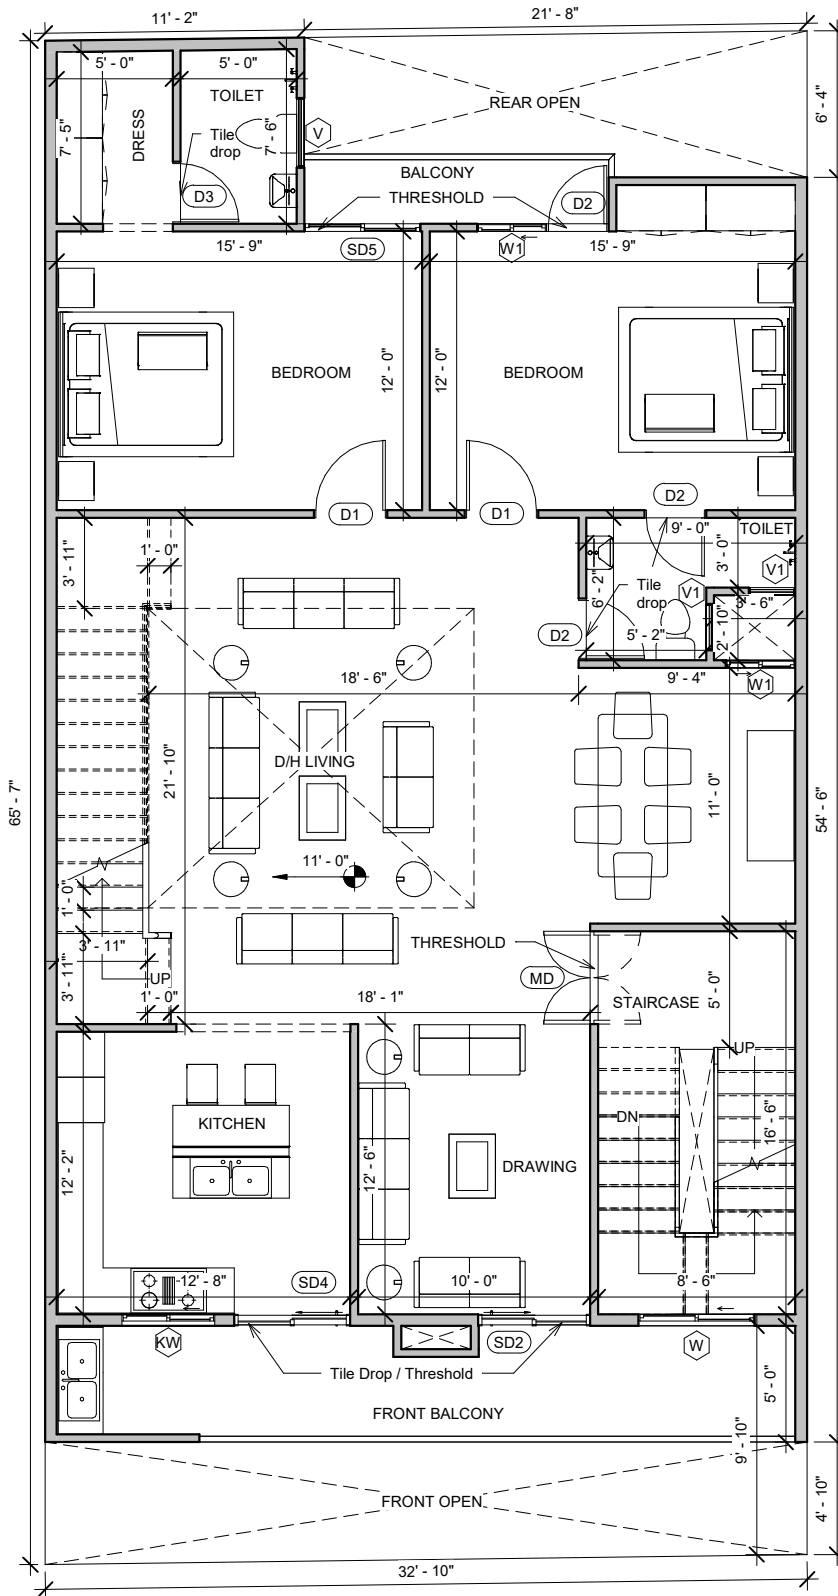 11' - 2"
21' - 8"
5' - 0"
5' - 0"
TOILET
REAR OPEN
6' - 4"
7' - 5"
DRESS
Tile
drop
7' - 6"
V
BALCONY
D3
THRESHOLD
D2
15' - 9"
SD5
W1
15' - 9"
BEDROOM
12' - 0"
12' - 0"
BEDROOM
D1
D1
D2
9' - 0"
TOILET
3' - 11"
1' - 0"
3' - 0"
V1
6' - 2"
Tile
drop
V1
3' - 6"
D2
5' - 2"
2' - 10"
18' - 6"
9' - 4"
W1
D/H LIVING
21' - 10"
11' - 0"
65' - 7"
54' - 6"
11' - 0"
1' - 0"
3' - 11"
THRESHOLD
3' - 11"
UP
MD
1' - 0"
18' - 1"
STAIRCASE
5' - 0"
UP
KITCHEN
DN
16' - 6"
12' - 2"
12' - 6"
DRAWING
12' - 8"
SD4
10' - 0"
8' - 6"
KW
SD2
W
Tile Drop / Threshold
5' - 0"
FRONT BALCONY
9' - 10"
FRONT OPEN
4' - 10"
32' - 10"